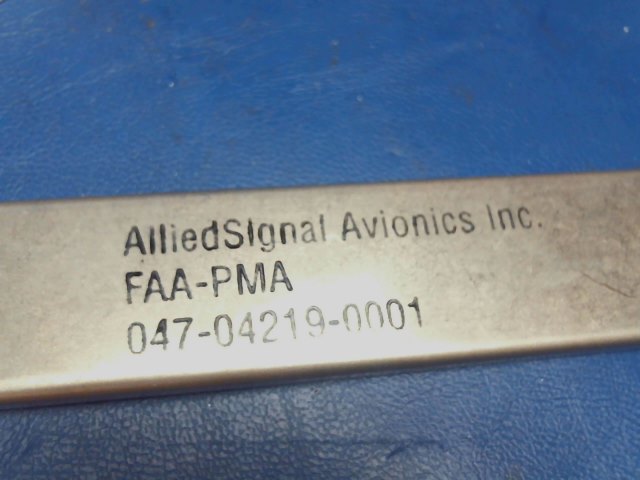 AlliedSignal Avionics Inc.
FAA-PMA
047-04219-0001